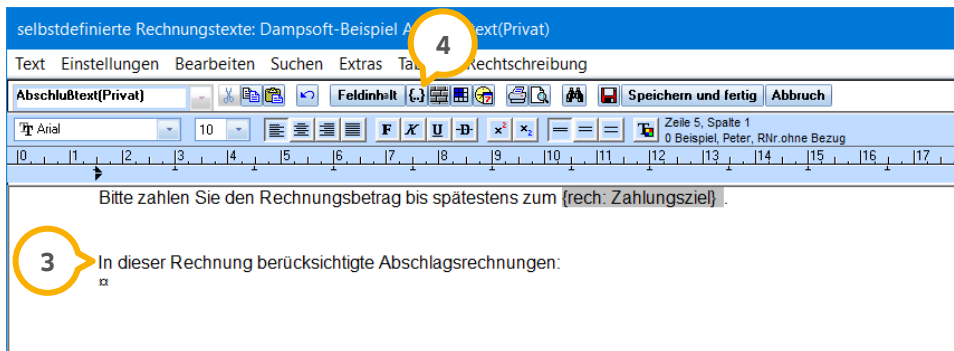 selbstdefinierte Rechnungstexte: Dampsoft-Beispiel A ext(Privat)
4
Text Einstellungen Bearbeiten Suchen Extras Ta Rechtschreibung
Abschlußtext(Privat) Feldinhalt {..} Speichern und fertig Abbruch
Arial 10 F K U D x² x₂ Zeile 5, Spalte 1
0 Beispiel, Peter, RNr.ohne Bezug
0 1 2 3 4 5 6 7 8 9 10 11 12 13 14 15 16 17
Bitte zahlen Sie den Rechnungsbetrag bis spätestens zum {rech: Zahlungsziel} .
3
In dieser Rechnung berücksichtigte Abschlagsrechnungen:
¤